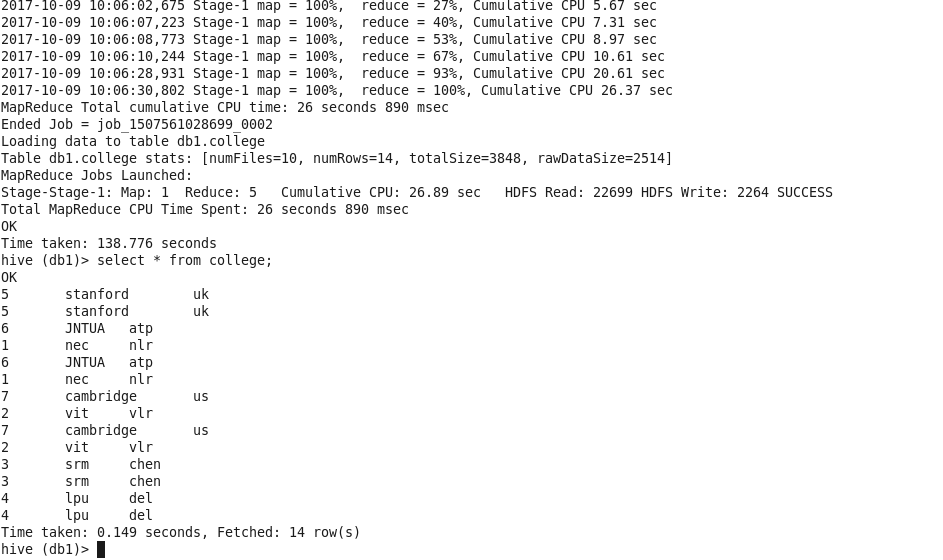 2017-10-09 10:06:02,675 Stage-1 map = 100%,  reduce = 27%, Cumulative CPU 5.67 sec
2017-10-09 10:06:07,223 Stage-1 map = 100%,  reduce = 40%, Cumulative CPU 7.31 sec
2017-10-09 10:06:08,773 Stage-1 map = 100%,  reduce = 53%, Cumulative CPU 8.97 sec
2017-10-09 10:06:10,244 Stage-1 map = 100%,  reduce = 67%, Cumulative CPU 10.61 sec
2017-10-09 10:06:28,931 Stage-1 map = 100%,  reduce = 93%, Cumulative CPU 20.61 sec
2017-10-09 10:06:30,802 Stage-1 map = 100%,  reduce = 100%, Cumulative CPU 26.37 sec
MapReduce Total cumulative CPU time: 26 seconds 890 msec
Ended Job = job_1507561028699_0002
Loading data to table db1.college
Table db1.college stats: [numFiles=10, numRows=14, totalSize=3848, rawDataSize=2514]
MapReduce Jobs Launched:
Stage-Stage-1: Map: 1  Reduce: 5   Cumulative CPU: 26.89 sec   HDFS Read: 22699 HDFS Write: 2264 SUCCESS
Total MapReduce CPU Time Spent: 26 seconds 890 msec
OK
Time taken: 138.776 seconds
hive (db1)> select * from college;
OK
5       stanford        uk
5       stanford        uk
6       JNTUA   atp
1       nec     nlr
6       JNTUA   atp
1       nec     nlr
7       cambridge       us
2       vit     vlr
7       cambridge       us
2       vit     vlr
3       srm     chen
3       srm     chen
4       lpu     del
4       lpu     del
Time taken: 0.149 seconds, Fetched: 14 row(s)
hive (db1)>